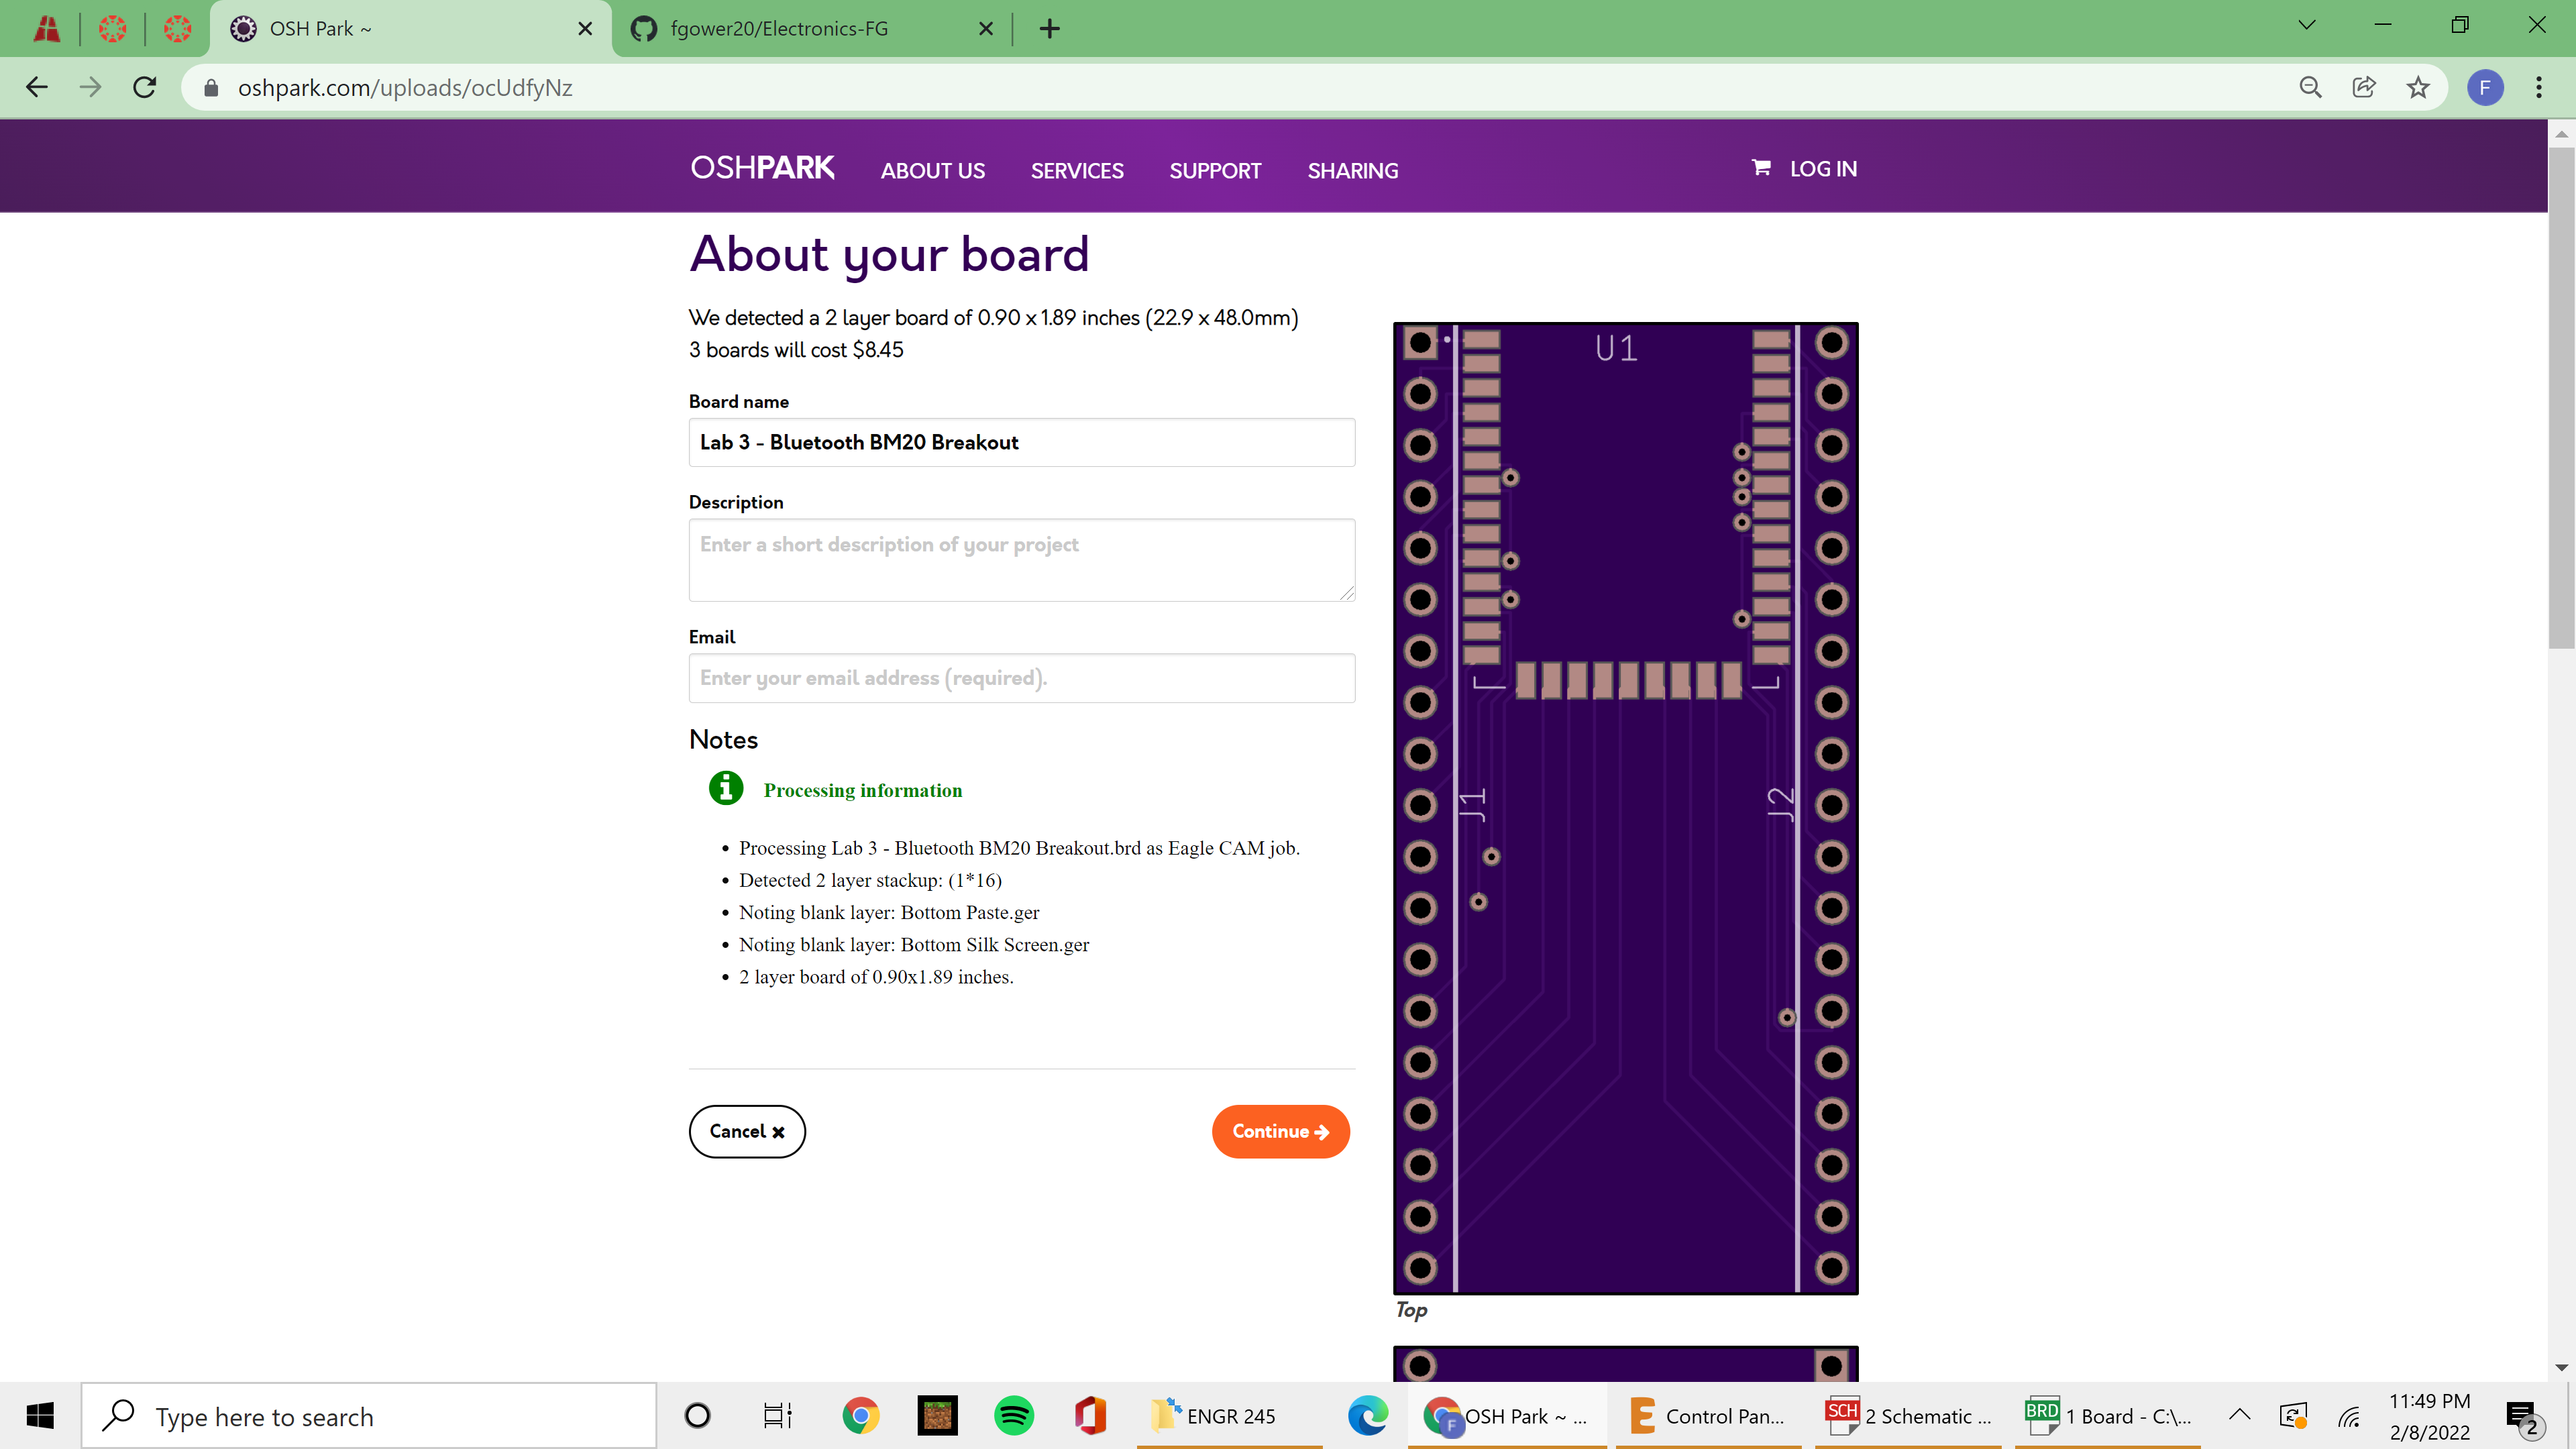 OSH Park ~
fgower20/Electronics-FG
oshpark.com/uploads/ocUdfyNz
F
OSHPARK
ABOUT US
SERVICES
SUPPORT
SHARING
LOG IN
About your board
We detected a 2 layer board of 0.90 x 1.89 inches (22.9 x 48.0mm)
3 boards will cost $8.45
Board name
Lab 3 - Bluetooth BM20 Breakout
Description
Enter a short description of your project
Email
Enter your email address (required).
Notes
Processing information
• Processing Lab 3 - Bluetooth BM20 Breakout.brd as Eagle CAM job.
• Detected 2 layer stackup: (1*16)
• Noting blank layer: Bottom Paste.ger
• Noting blank layer: Bottom Silk Screen.ger
• 2 layer board of 0.90x1.89 inches.
Cancel
Continue
U1
J1
J2
Top
Type here to search
ENGR 245
F
OSH Park ~ ...
E
Control Pan...
SCH
2 Schematic ...
BRD
1 Board - C:\...
11:49 PM
2/8/2022
2